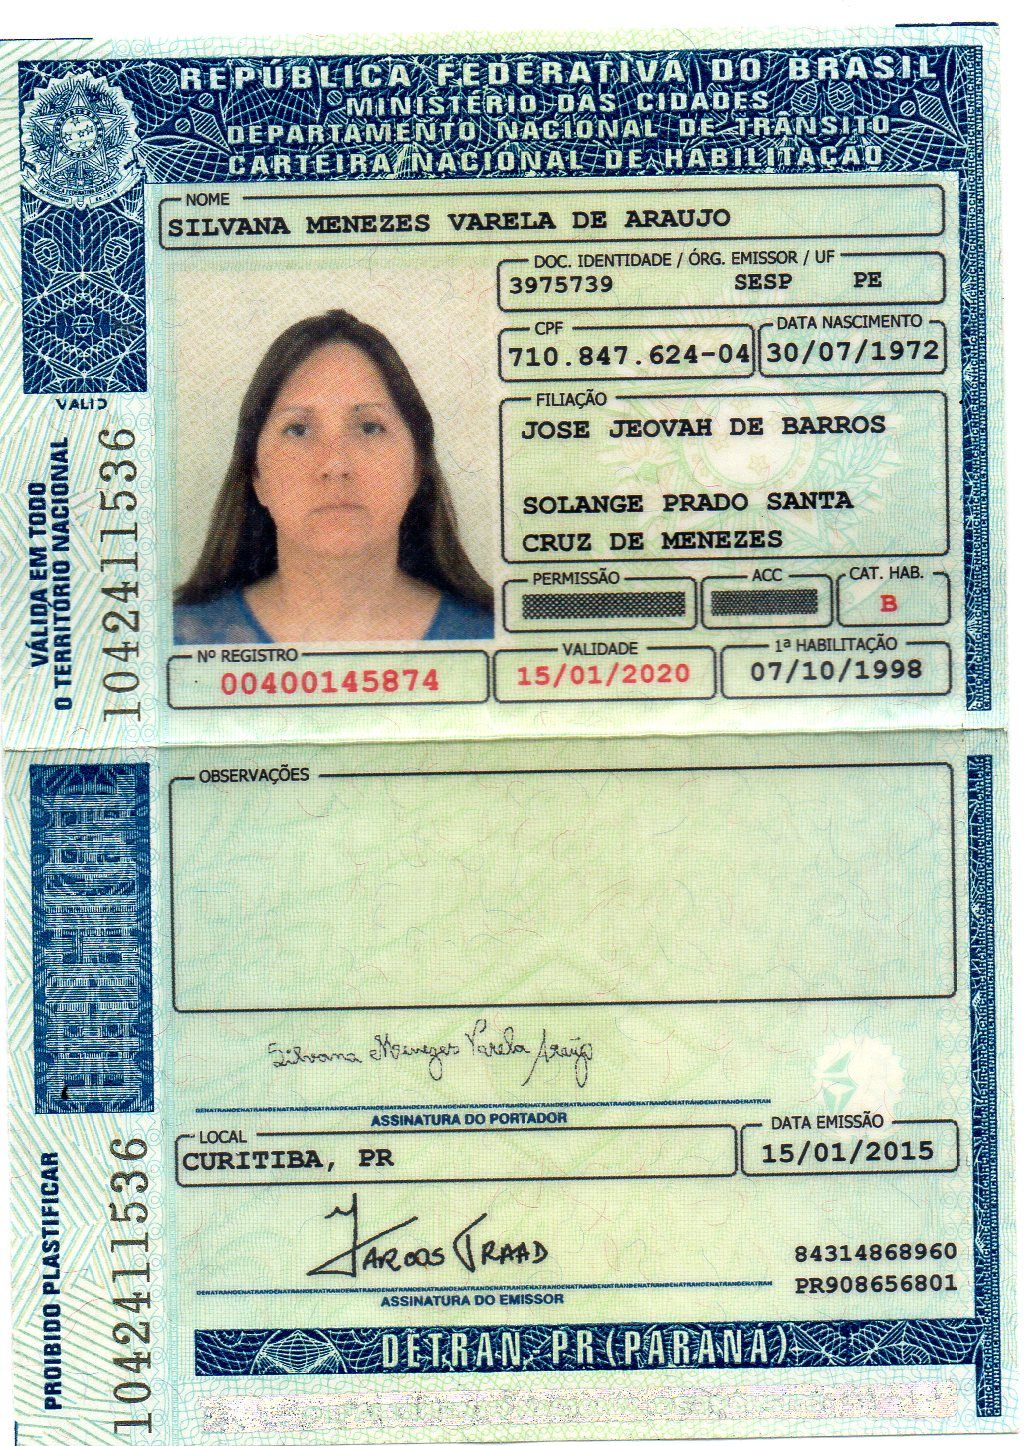 REPÚBLICA FEDERATIVA DO BRASIL
MINISTÉRIO DAS CIDADES
DEPARTAMENTO NACIONAL DE TRÂNSITO
CARTEIRA NACIONAL DE HABILITAÇÃO
NOME
SILVANA MENEZES VARELA DE ARAUJO
DOC. IDENTIDADE / ÓRG. EMISSOR / UF
3975739 SESP PE
CPF
710.847.624-04
DATA NASCIMENTO
30/07/1972
FILIAÇÃO
JOSE JEOVAH DE BARROS
SOLANGE PRADO SANTA
CRUZ DE MENEZES
PERMISSÃO
ACC
CAT. HAB.
B
Nº REGISTRO
00400145874
VALIDADE
15/01/2020
1ª HABILITAÇÃO
07/10/1998
VALID
VÁLIDA EM TODO
O TERRITÓRIO NACIONAL
1042411536
OBSERVAÇÕES
Silvana Menezes Varela Araújo
ASSINATURA DO PORTADOR
LOCAL
CURITIBA, PR
DATA EMISSÃO
15/01/2015
Marcos Traad
84314868960
PR908656801
ASSINATURA DO EMISSOR
DETRAN-PR (PARANÁ)
PROIBIDO PLASTIFICAR
1042411536